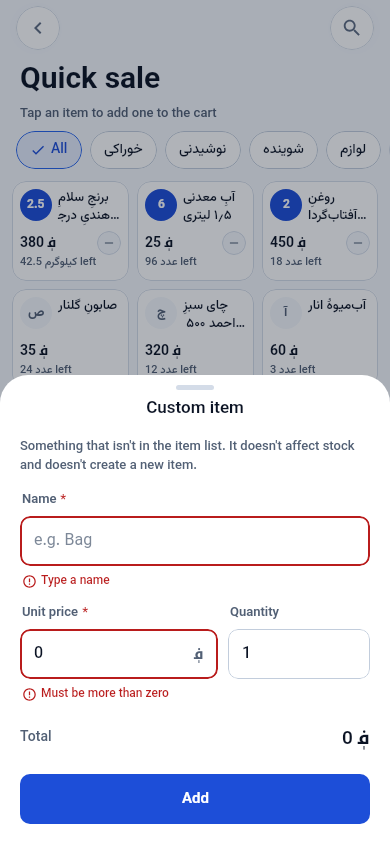 Quick sale
Tap an item to add one to the cart
All خوراکی نوشیدنی شوینده لوازم
2.5 برنجِ سلام هندیِ درج…
380 ؋
42.5 کیلوگرم left
6 آبِ معدنی ۱٫۵ لیتری
25 ؋
96 عدد left
2 روغنِ آفتاب‌گردا…
450 ؋
18 عدد left
ص صابونِ گلنار
35 ؋
24 عدد left
چ چای سبزِ احمد ۵۰۰…
320 ؋
12 عدد left
آ آب‌میوهٔ انار
60 ؋
3 عدد left
Custom item
Something that isn't in the item list. It doesn't affect stock
and doesn't create a new item.
Name *
e.g. Bag
Type a name
Unit price *
0 ؋
Must be more than zero
Quantity
1
Total 0 ؋
Add